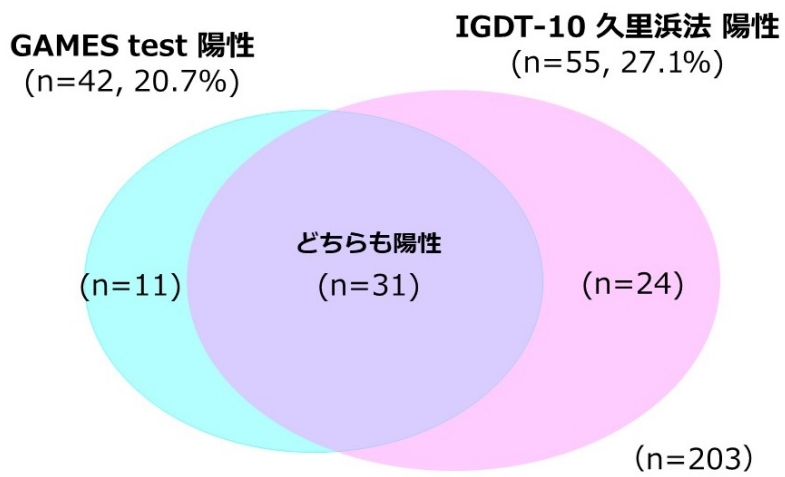 GAMES test 陽性
(n=42, 20.7%)
IGDT-10 久里浜法 陽性
(n=55, 27.1%)
どちらも陽性
(n=11)
(n=31)
(n=24)
（n=203）